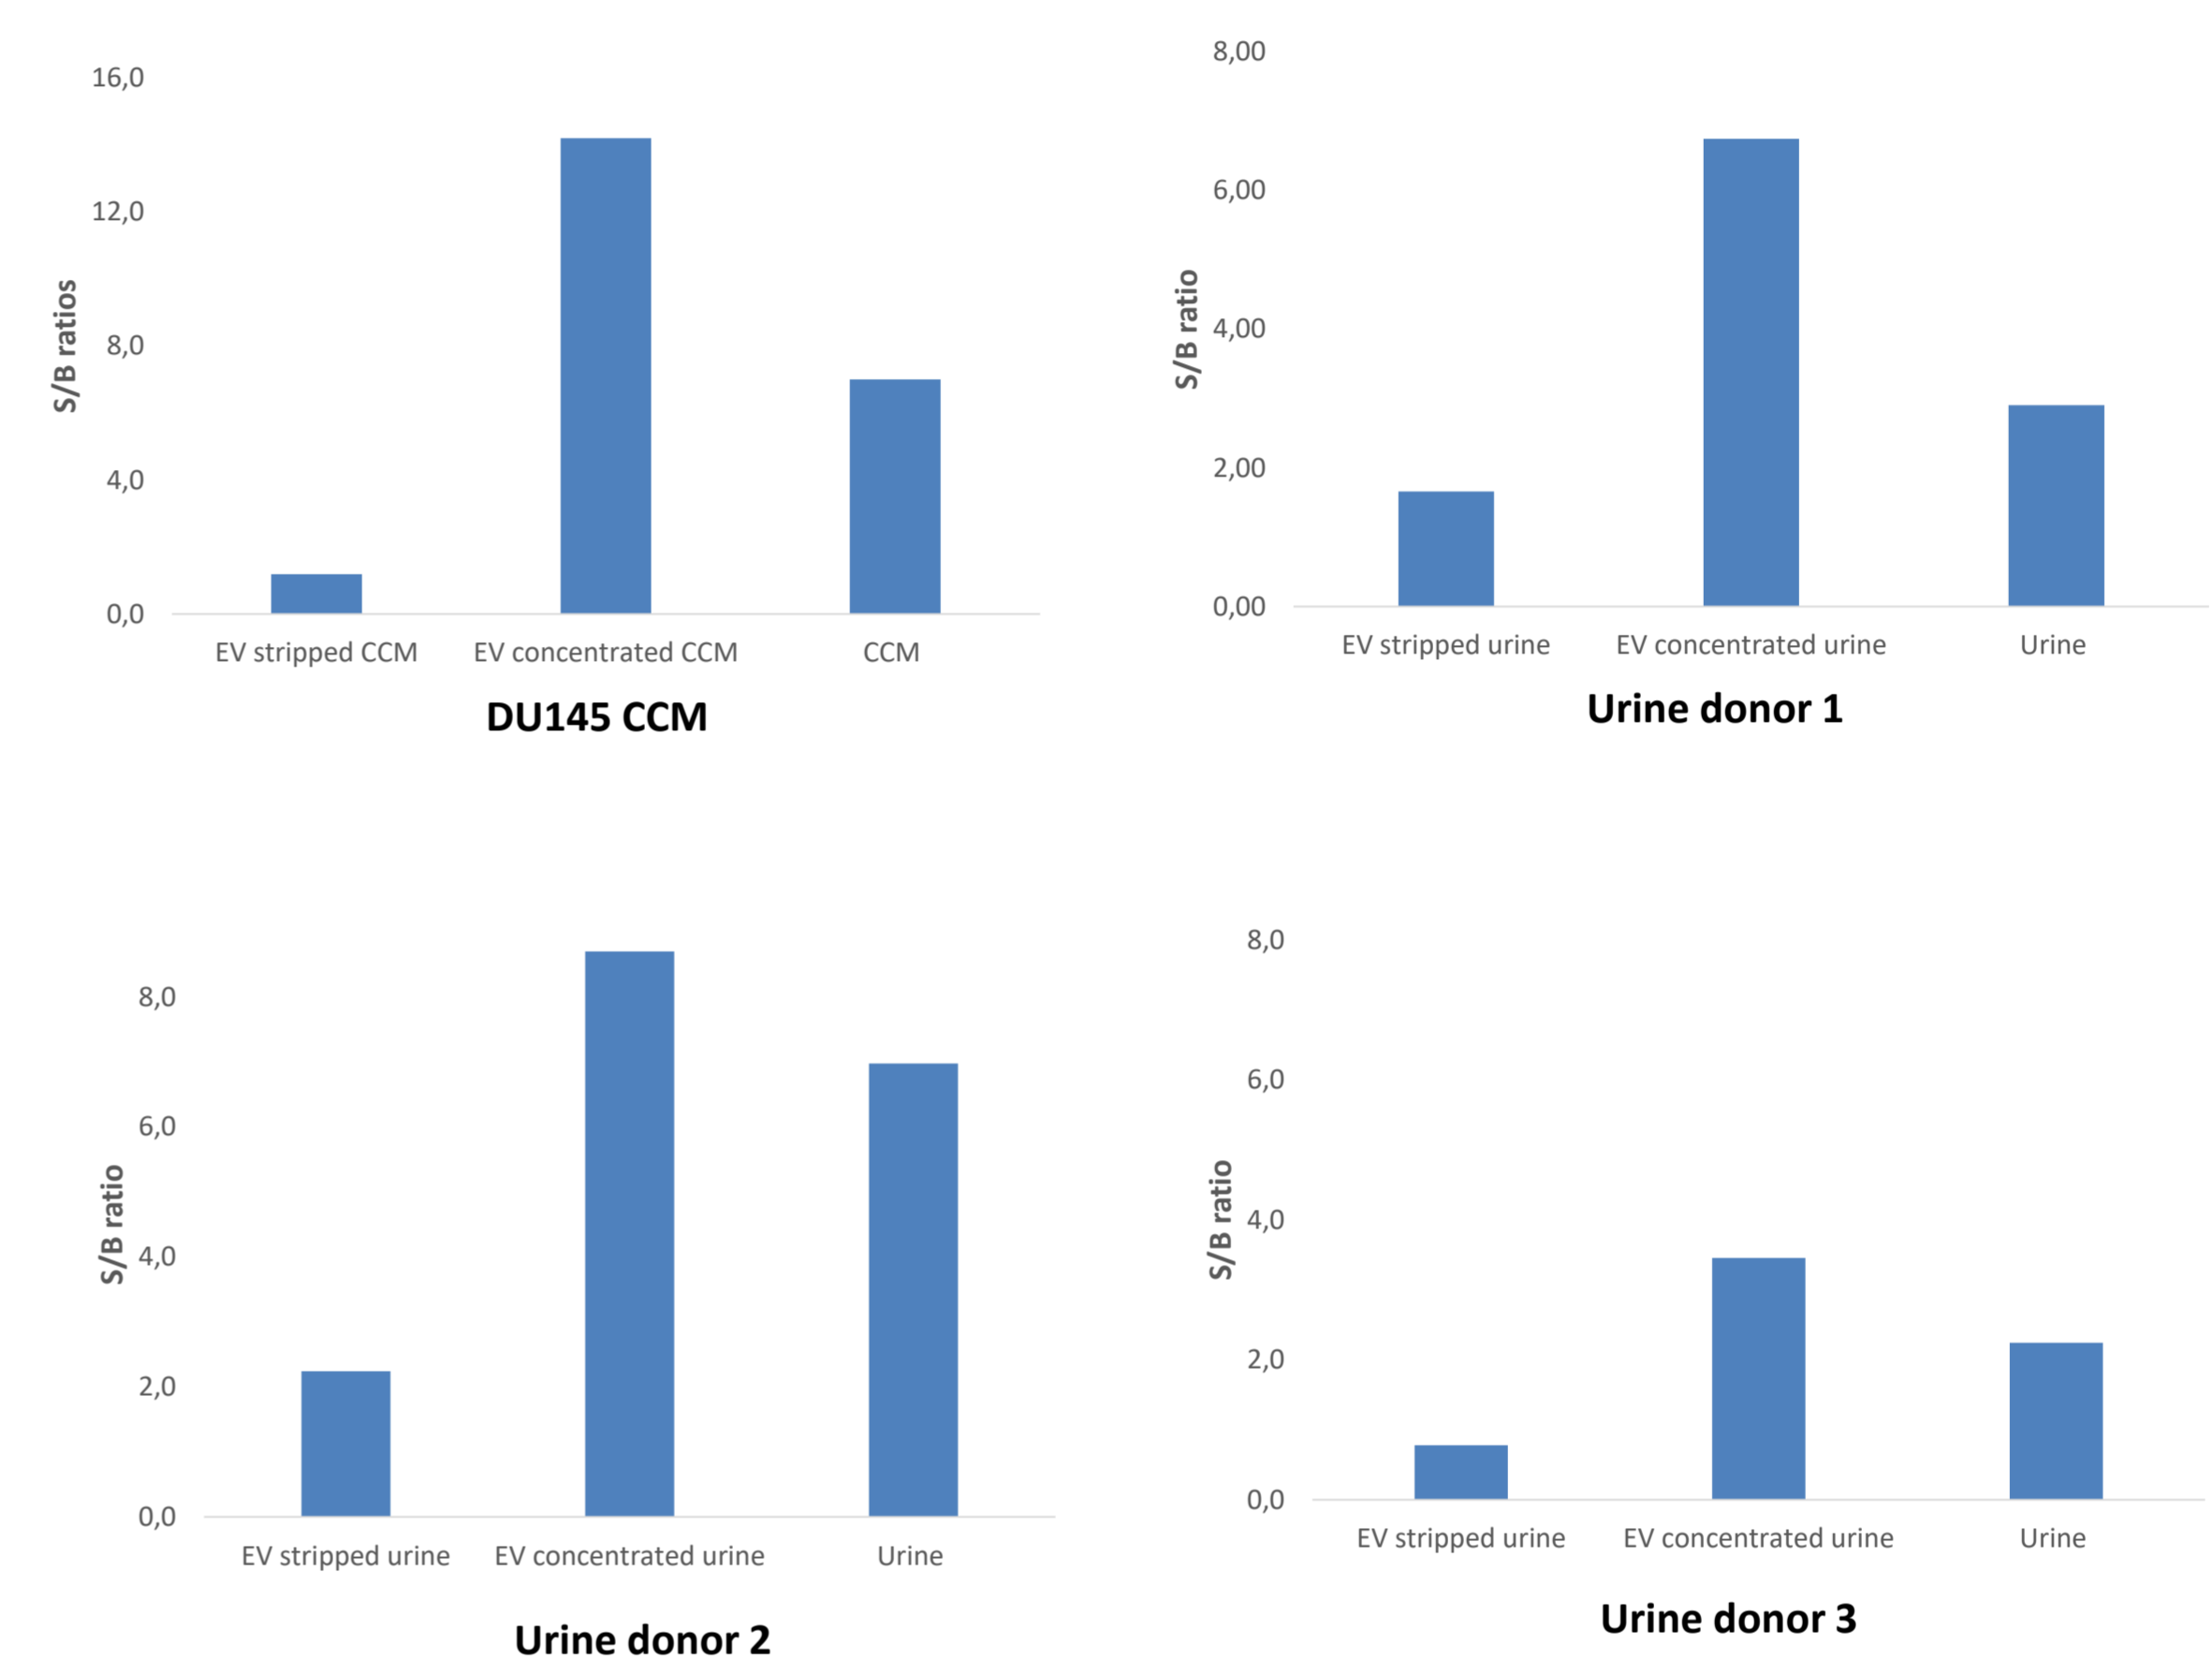 16,0
12,0
8,0
4,0
0,0
S/B ratios
EV stripped CCM
EV concentrated CCM
CCM
DU145 CCM
8,00
6,00
4,00
2,00
0,00
S/B ratio
EV stripped urine
EV concentrated urine
Urine
Urine donor 1
8,0
6,0
4,0
2,0
0,0
S/B ratio
EV stripped urine
EV concentrated urine
Urine
Urine donor 2
8,0
6,0
4,0
2,0
0,0
S/B ratio
EV stripped urine
EV concentrated urine
Urine
Urine donor 3